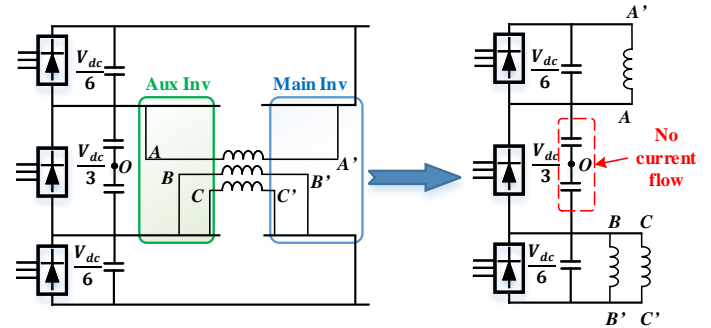 V_dc/6
Aux Inv
Main Inv
V_dc/3
O
A
A'
B
B'
C
C'
V_dc/6
A'
V_dc/6
A
No
current
flow
V_dc/3
O
B
C
V_dc/6
B'
C'